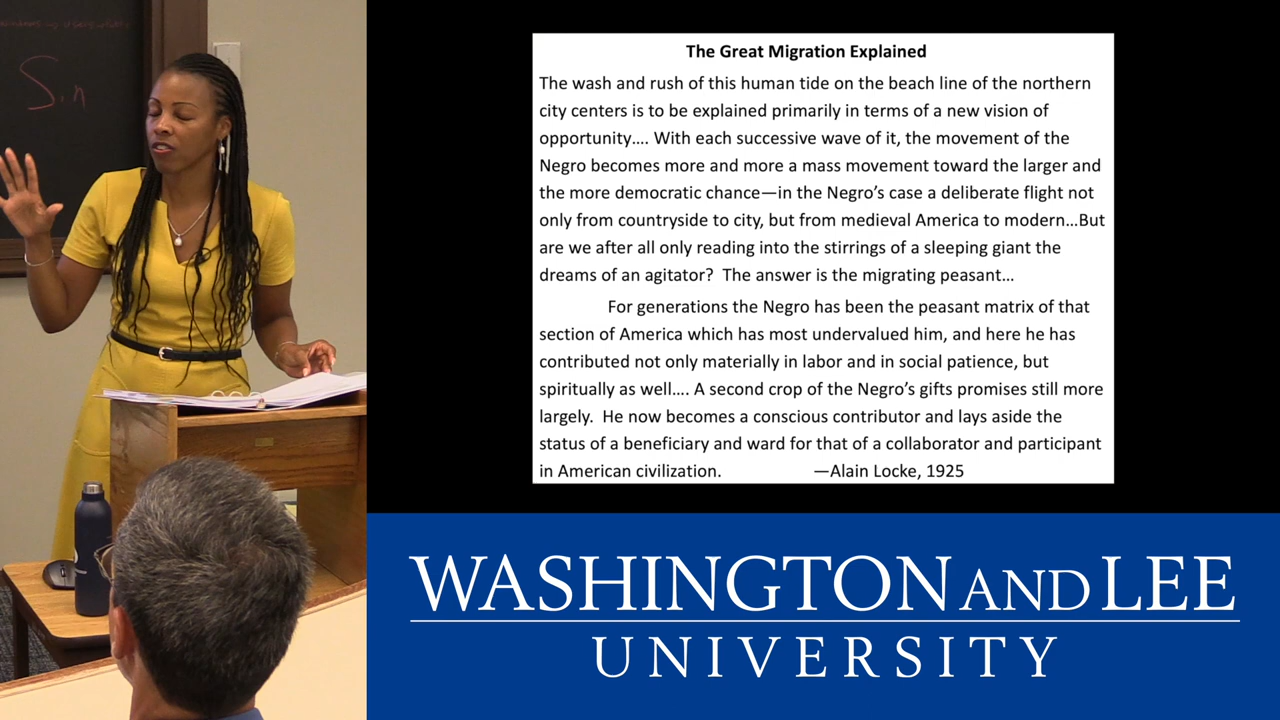 Sin
The Great Migration Explained
The wash and rush of this human tide on the beach line of the northern
city centers is to be explained primarily in terms of a new vision of
opportunity.... With each successive wave of it, the movement of the
Negro becomes more and more a mass movement toward the larger and
the more democratic chance—in the Negro’s case a deliberate flight not
only from countryside to city, but from medieval America to modern...But
are we after all only reading into the stirrings of a sleeping giant the
dreams of an agitator?  The answer is the migrating peasant...
For generations the Negro has been the peasant matrix of that
section of America which has most undervalued him, and here he has
contributed not only materially in labor and in social patience, but
spiritually as well.... A second crop of the Negro’s gifts promises still more
largely.  He now becomes a conscious contributor and lays aside the
status of a beneficiary and ward for that of a collaborator and participant
in American civilization. —Alain Locke, 1925
WASHINGTON AND LEE
UNIVERSITY